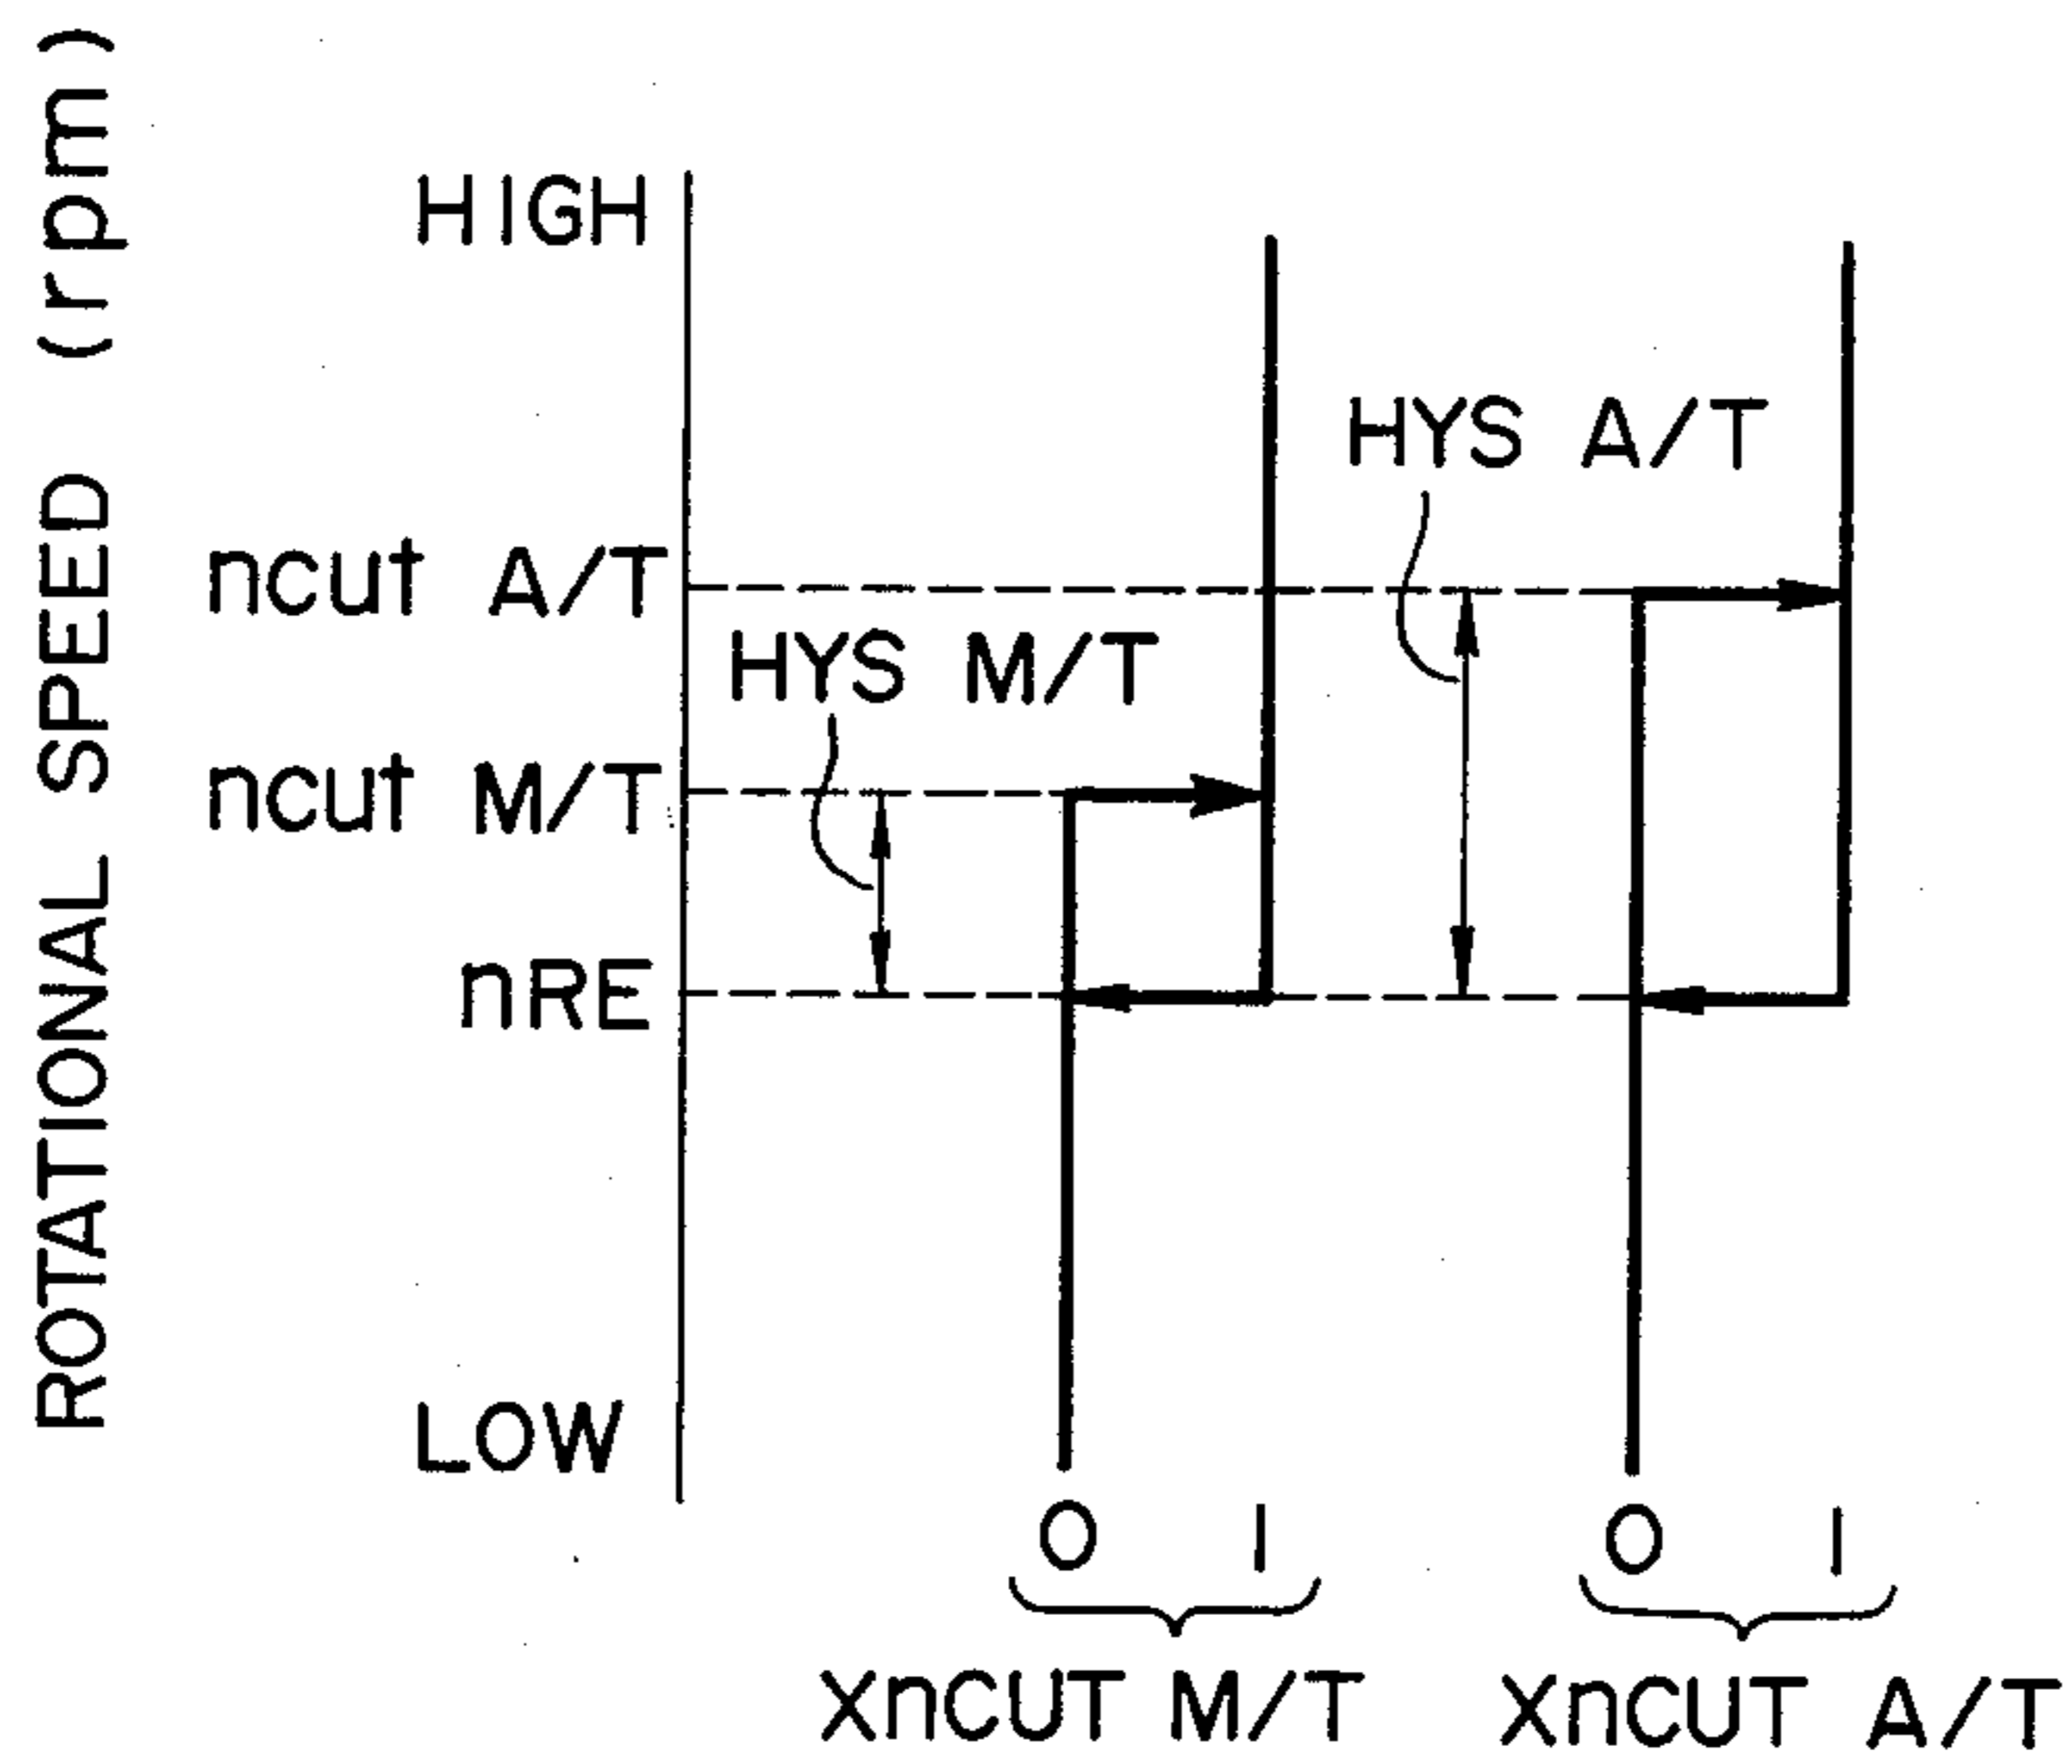 ROTATIONAL SPEED (rpm)
HIGH
HYS A/T
ncut A/T
HYS M/T
ncut M/T
nRE
LOW
0 1 0 1
XnCUT M/T XnCUT A/T